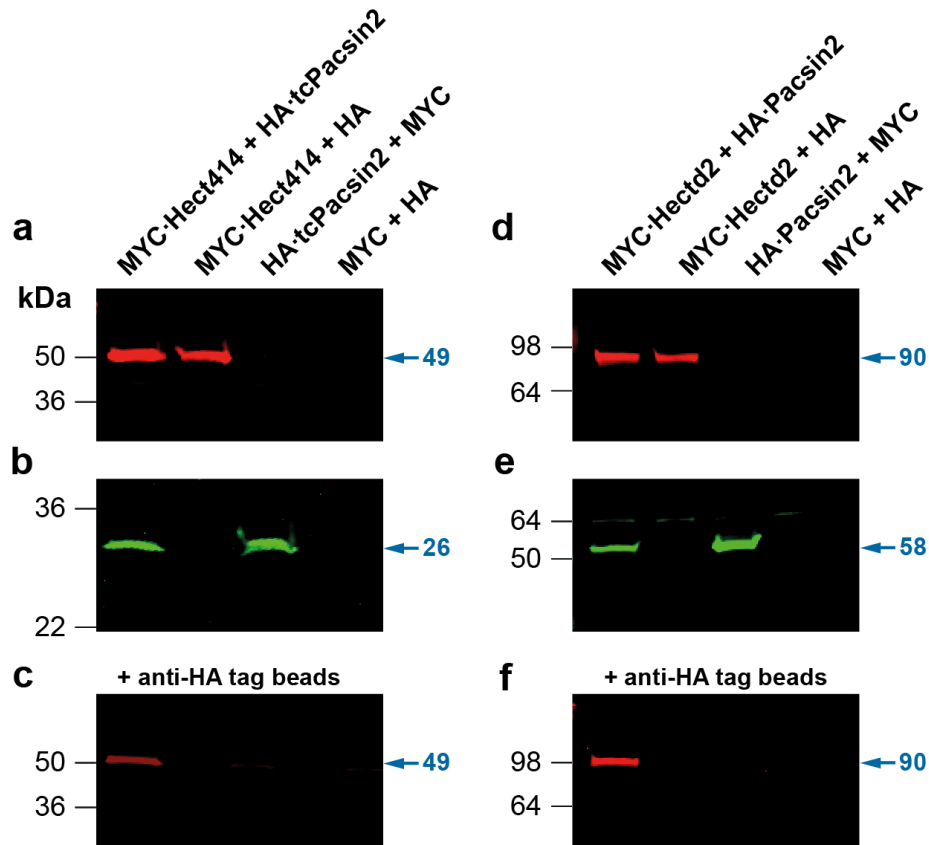 MYC·Hect414 + HA·tcPacsin2
MYC·Hect414 + HA
HA·tcPacsin2 + MYC
MYC + HA
a
kDa
50
36
49
b
36
22
26
c
+ anti-HA tag beads
50
36
49
MYC·Hectd2 + HA·Pacsin2
MYC·Hectd2 + HA
HA·Pacsin2 + MYC
MYC + HA
d
98
64
90
e
64
50
58
f
+ anti-HA tag beads
98
64
90